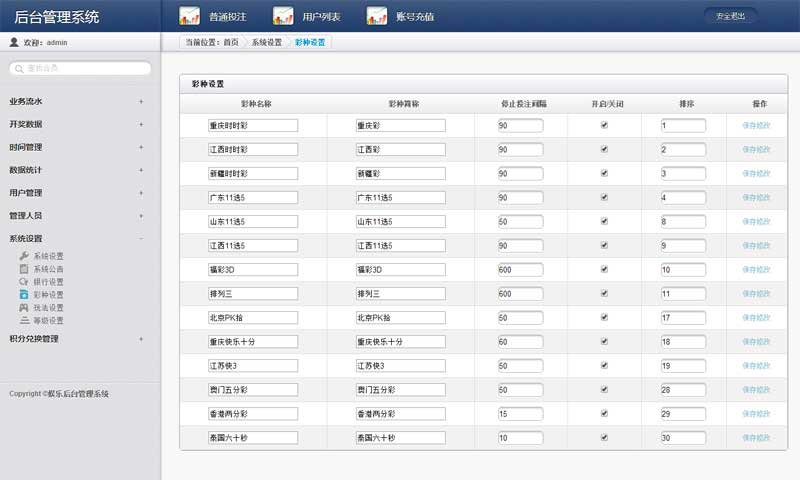 后台管理系统 普通投注 用户列表 账号充值 安全退出
欢迎: admin 当前位置: 首页 系统设置 彩种设置
查找会员
彩种设置
彩种名称 彩种简称 停止投注间隔 开启/关闭 排序 操作
重庆时时彩 重庆彩 90 1 保存修改
江西时时彩 江西彩 90 2 保存修改
新疆时时彩 新疆彩 90 3 保存修改
广东11选5 广东11选5 90 4 保存修改
山东11选5 山东11选5 50 8 保存修改
江西11选5 江西11选5 90 9 保存修改
福彩3D 福彩3D 600 10 保存修改
排列三 排列三 600 11 保存修改
北京PK拾 北京PK拾 50 17 保存修改
重庆快乐十分 重庆快乐十分 60 18 保存修改
江苏快3 江苏快3 50 19 保存修改
澳门五分彩 澳门五分彩 50 28 保存修改
香港两分彩 香港两分彩 15 29 保存修改
泰国六十秒 泰国六十秒 10 30 保存修改
业务流水 +
开奖数据 +
时间管理 +
数据统计 +
用户管理 +
管理人员 +
系统设置 -
系统设置
系统公告
银行设置
彩种设置
玩法设置
等级设置
积分兑换管理 +
Copyright ©娱乐后台管理系统